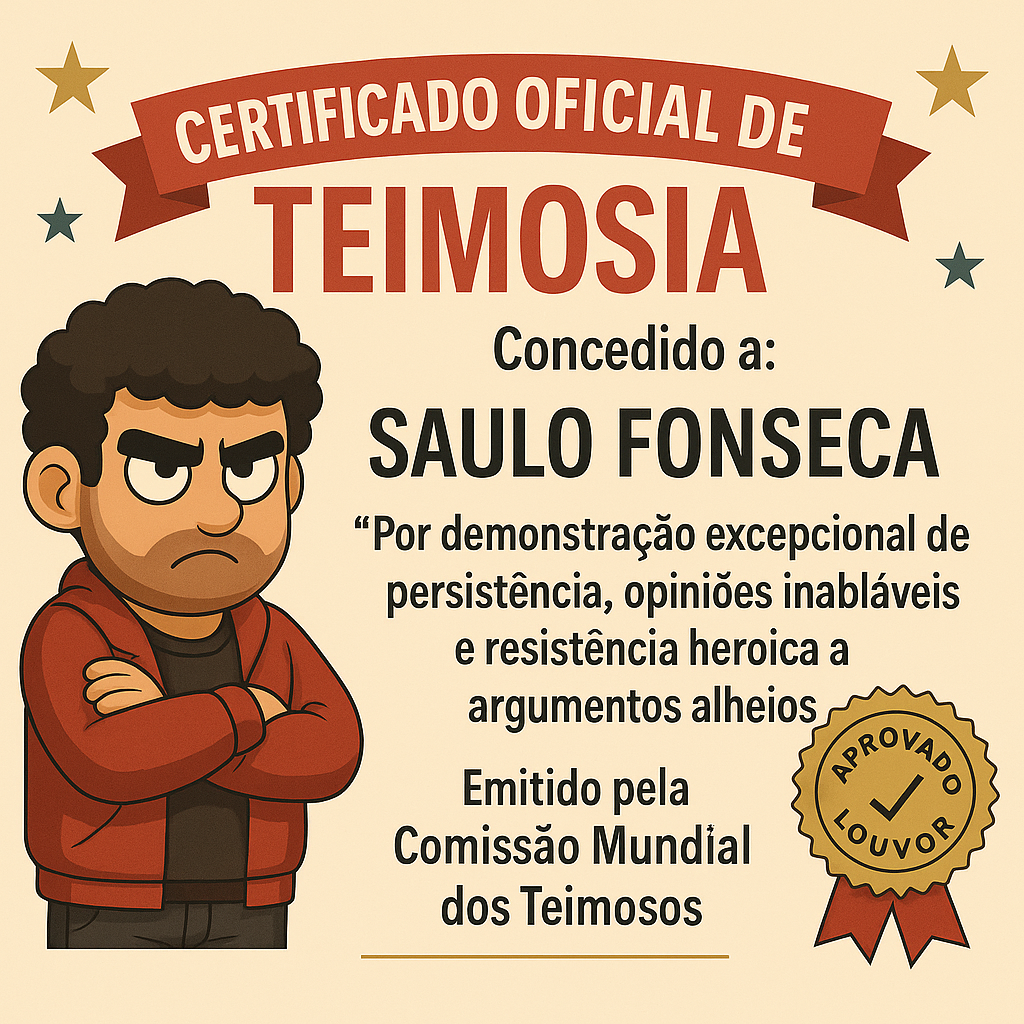 CERTIFICADO OFICIAL DE
TEIMOSIA
Concedido a:
SAULO FONSECA
“Por demonstração excepcional de
persistência, opiniões inabláveis
e resistência heroica a
argumentos alheios
Emitido pela
Comissão Mundial
dos Teimosos
APROVADO
LOUVOR